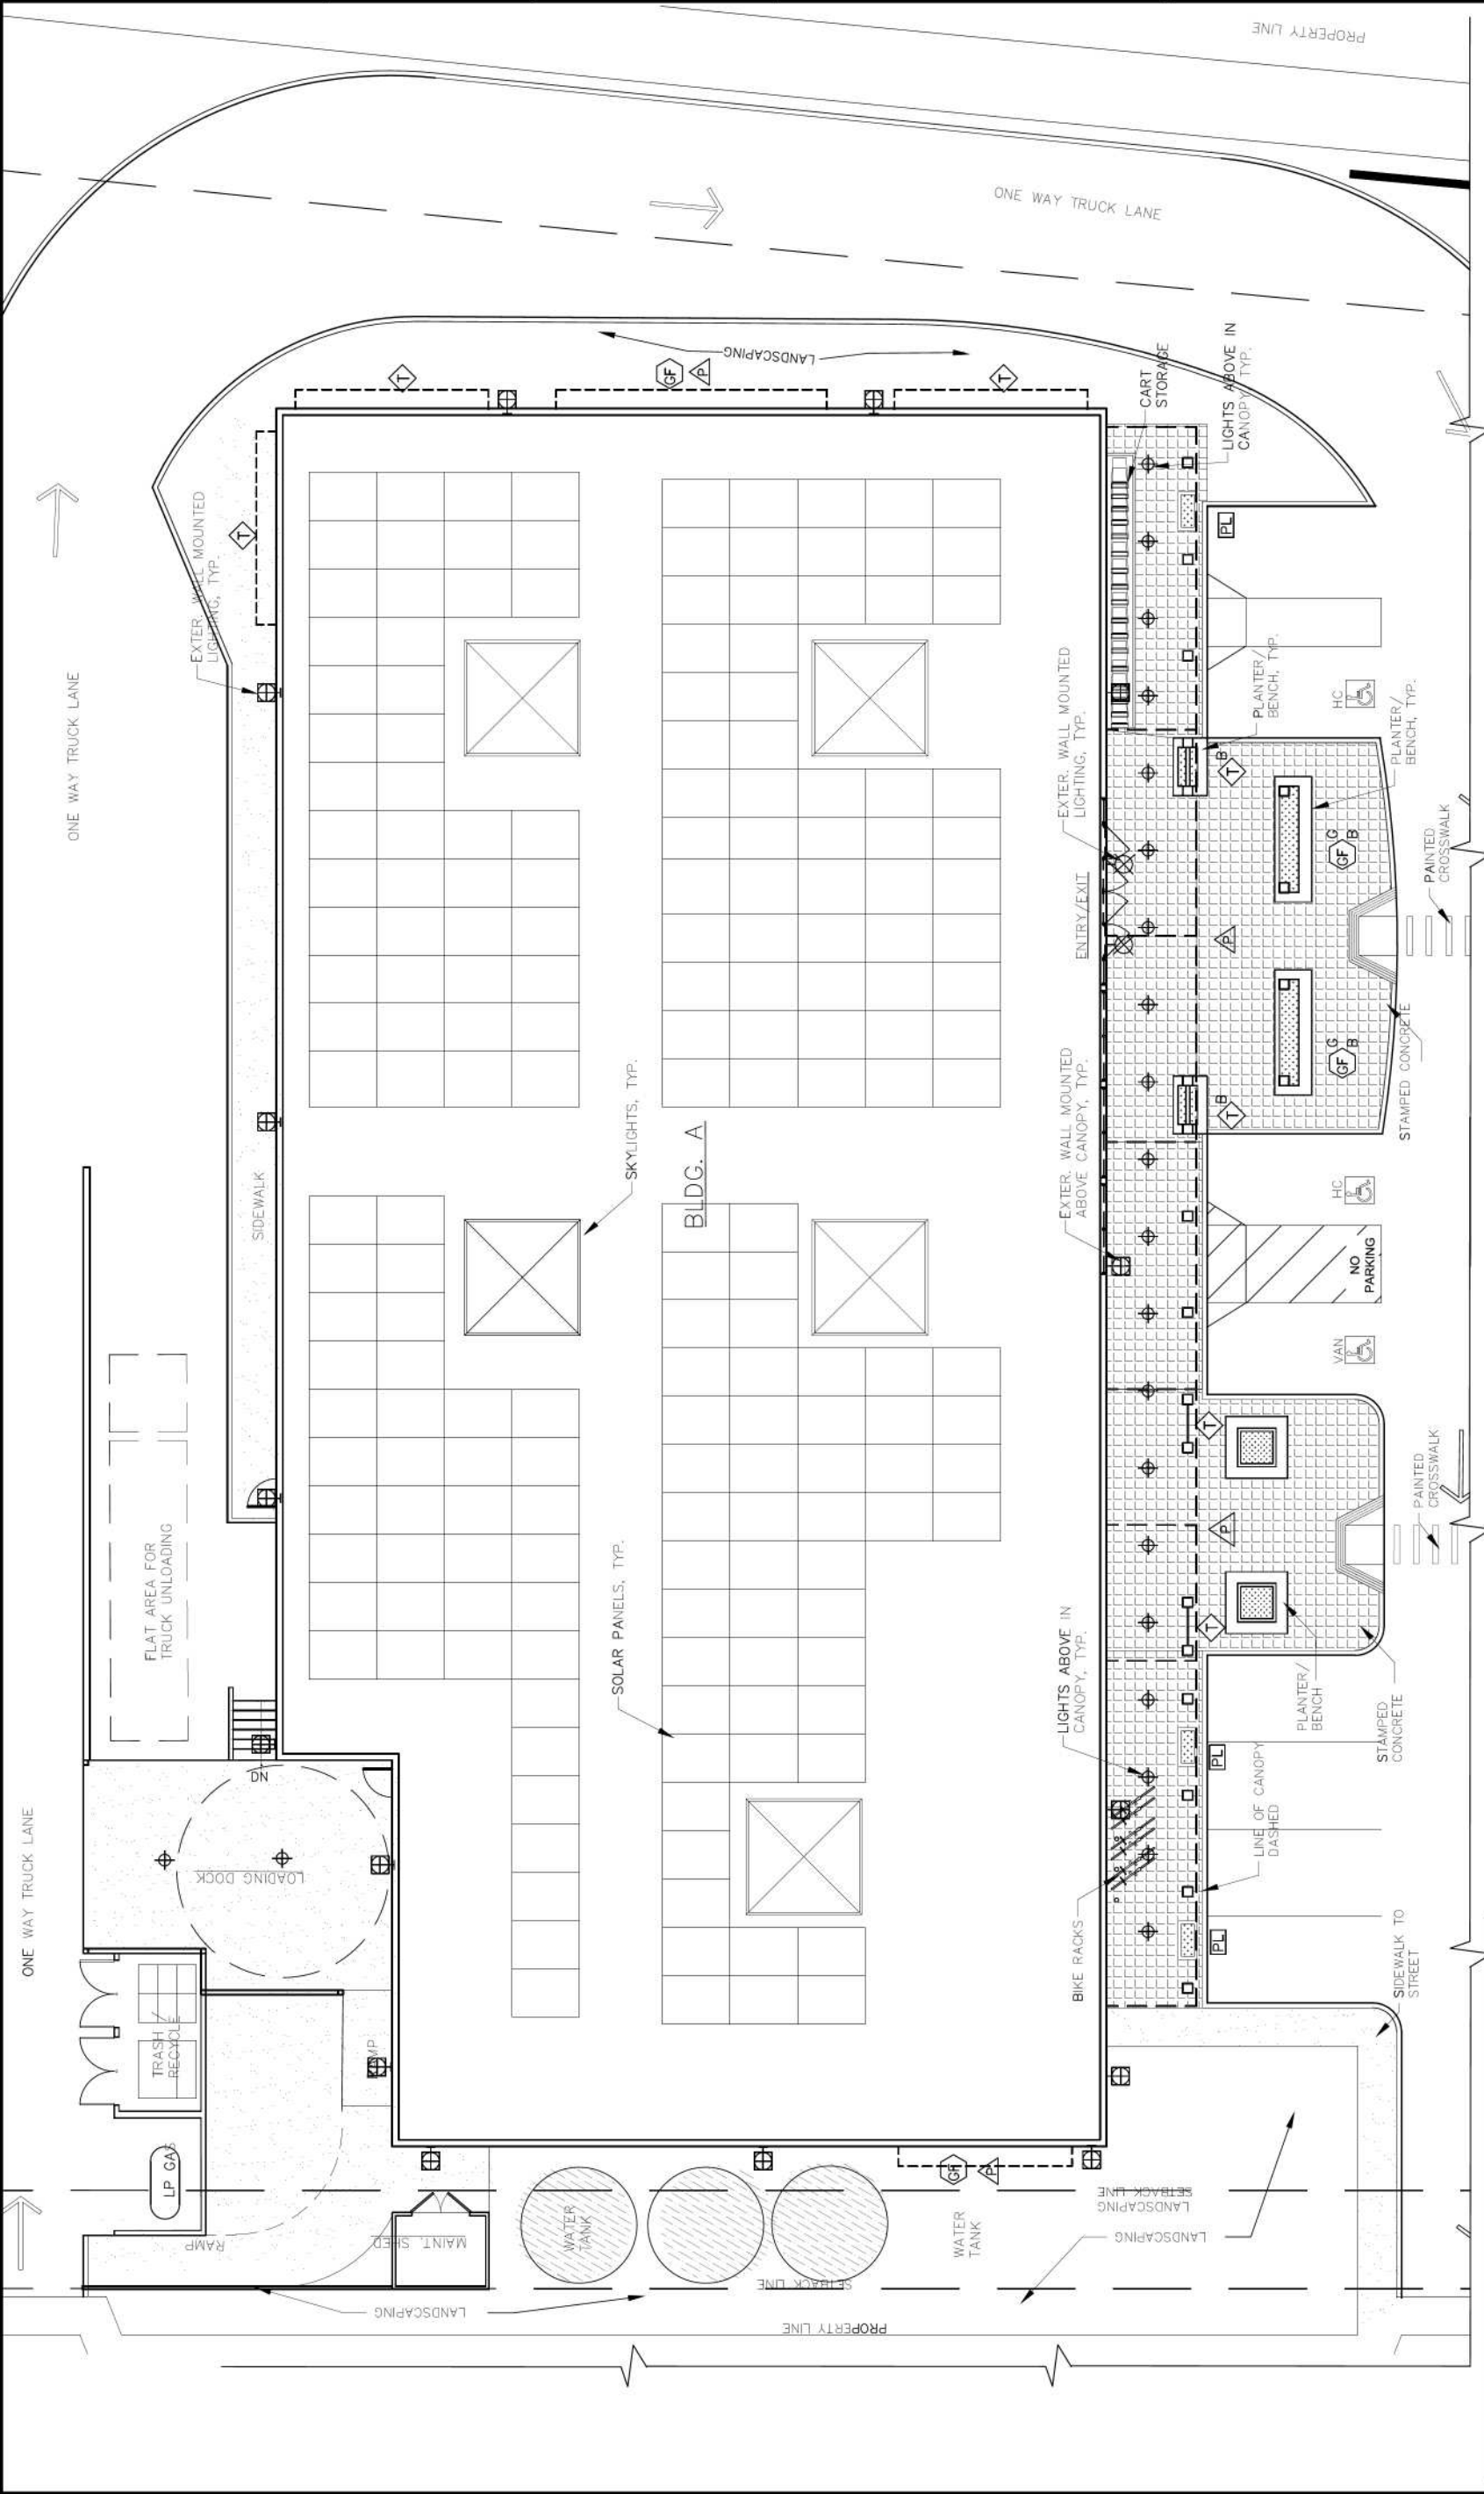 ONE WAY TRUCK LANE
ONE WAY TRUCK LANE
FLAT AREA FOR
TRUCK UNLOADING
TRASH /
RECYCLE
LP GAS
RAMP
LOADING DOCK
DN
SIDEWALK
EXTER. WALL MOUNTED
LIGHTING, TYP.
T
T
RAMP
MAINT. SHED
LANDSCAPING
WATER
TANK
SETBACK LINE
PROPERTY LINE
SOLAR PANELS, TYP.
SKYLIGHTS, TYP.
BLDG. A
GF
P
LANDSCAPING
T
ONE WAY TRUCK LANE
PROPERTY LINE
GF
P
WATER
TANK
SETBACK LINE
LANDSCAPING
LANDSCAPING
BIKE RACKS
LIGHTS ABOVE IN
CANOPY, TYP.
EXTER. WALL MOUNTED
ABOVE CANOPY, TYP.
ENTRY/EXIT
EXTER. WALL MOUNTED
LIGHTING, TYP.
CART
STORAGE
LIGHTS ABOVE IN
CANOPY, TYP.
PL
PL
LINE OF CANOPY
DASHED
T
P
T
PLANTER/
BENCH
STAMPED
CONCRETE
SIDEWALK TO
STREET
PAINTED
CROSSWALK
VAN
NO
PARKING
HC
T
B
P
T
B
GF
G
B
GF
G
B
STAMPED CONCRETE
PAINTED
CROSSWALK
PLANTER/
BENCH, TYP.
PLANTER/
BENCH, TYP.
HC
PL